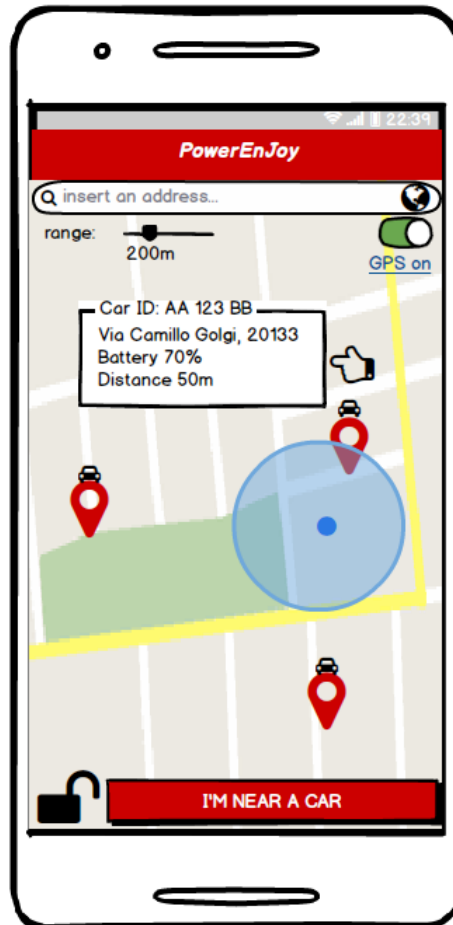 22:39
PowerEnJoy
insert an address...
range:
200m
GPS on
Car ID: AA 123 BB
Via Camillo Golgi, 20133
Battery 70%
Distance 50m
I'M NEAR A CAR